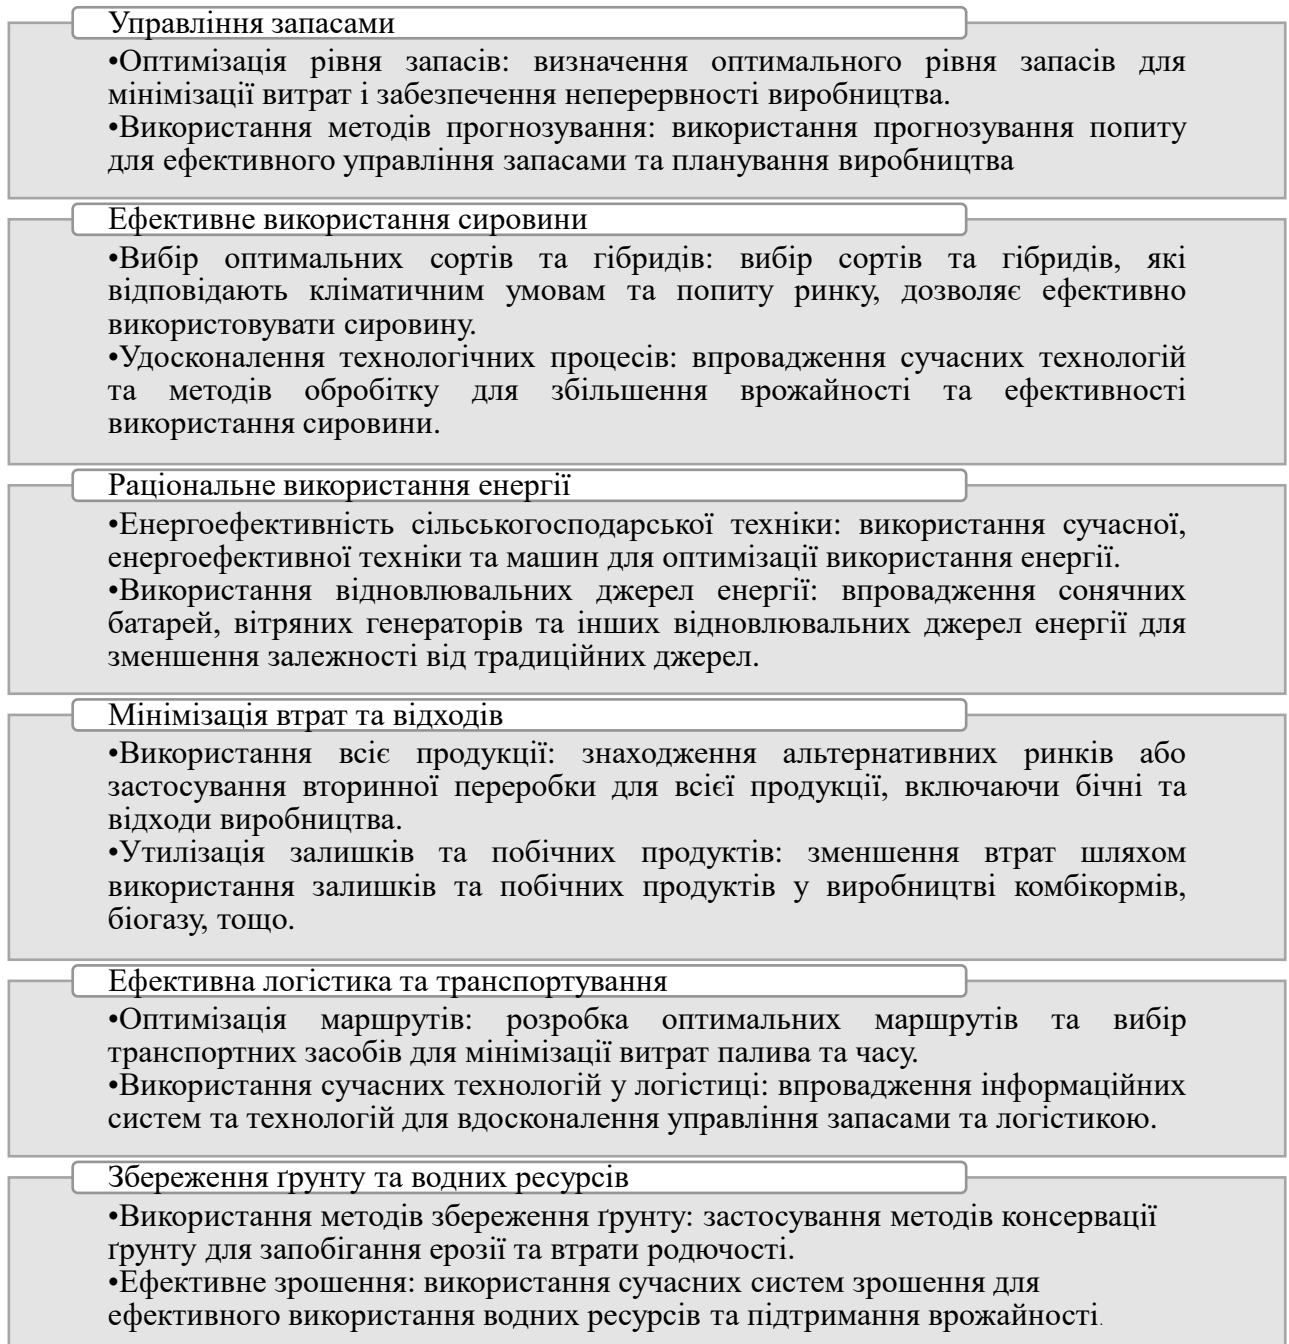 Управління запасами
•Оптимізація рівня запасів: визначення оптимального рівня запасів для
мінімізації витрат і забезпечення неперервності виробництва.
•Використання методів прогнозування: використання прогнозування попиту
для ефективного управління запасами та планування виробництва
Ефективне використання сировини
•Вибір оптимальних сортів та гібридів: вибір сортів та гібридів, які
відповідають кліматичним умовам та попиту ринку, дозволяє ефективно
використовувати сировину.
•Удосконалення технологічних процесів: впровадження сучасних технологій
та методів обробітку для збільшення врожайності та ефективності
використання сировини.
Раціональне використання енергії
•Енергоефективність сільськогосподарської техніки: використання сучасної,
енергоефективної техніки та машин для оптимізації використання енергії.
•Використання відновлювальних джерел енергії: впровадження сонячних
батарей, вітряних генераторів та інших відновлювальних джерел енергії для
зменшення залежності від традиційних джерел.
Мінімізація втрат та відходів
•Використання всіє продукції: знаходження альтернативних ринків або
застосування вторинної переробки для всієї продукції, включаючи бічні та
відходи виробництва.
•Утилізація залишків та побічних продуктів: зменшення втрат шляхом
використання залишків та побічних продуктів у виробництві комбікормів,
біогазу, тощо.
Ефективна логістика та транспортування
•Оптимізація маршрутів: розробка оптимальних маршрутів та вибір
транспортних засобів для мінімізації витрат палива та часу.
•Використання сучасних технологій у логістиці: впровадження інформаційних
систем та технологій для вдосконалення управління запасами та логістикою.
Збереження ґрунту та водних ресурсів
•Використання методів збереження ґрунту: застосування методів консервації
ґрунту для запобігання ерозії та втрати родючості.
•Ефективне зрошення: використання сучасних систем зрошення для
ефективного використання водних ресурсів та підтримання врожайності.